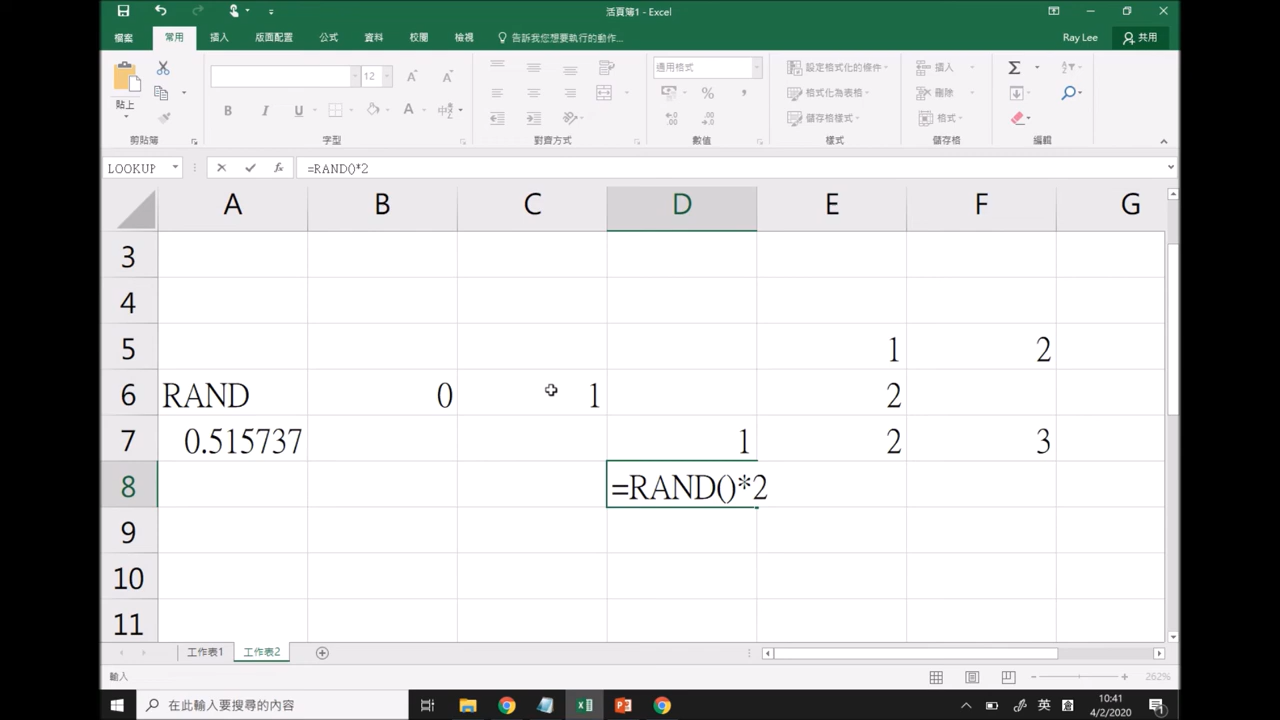 活頁簿1 - Excel
檔案 常用 插入 版面配置 公式 資料 校閱 檢視 告訴我您想要執行的動作... Ray Lee 共用
貼上
剪貼簿
12
B I U A 中
字型
對齊方式
通用格式
% ,
數值
設定格式化的條件
格式化為表格
儲存格樣式
樣式
插入
刪除
格式
儲存格
編輯
LOOKUP fx =RAND()*2
A B C D E F G
3
4
5 1 2
6 RAND 0 1 2
7 0.515737 1 2 3
8 =RAND()*2
9
10
11
工作表1 工作表2
輸入 262%
在此輸入要搜尋的內容 英 10:41
4/2/2020